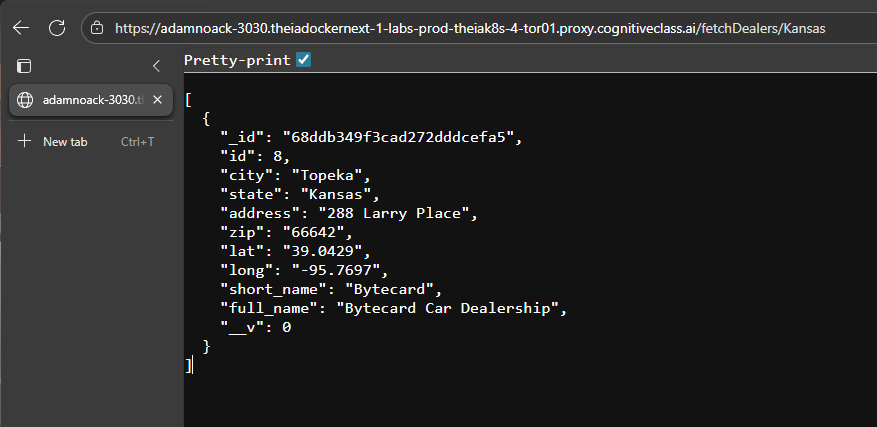 https://adamnoack-3030.theiadockernext-1-labs-prod-theiak8s-4-tor01.proxy.cognitiveclass.ai/fetchDealers/Kansas
Pretty-print
adamnoack-3030.t
New tab Ctrl+T
[
  {
    "_id": "68ddb349f3cad272dddcefa5",
    "id": 8,
    "city": "Topeka",
    "state": "Kansas",
    "address": "288 Larry Place",
    "zip": "66642",
    "lat": "39.0429",
    "long": "-95.7697",
    "short_name": "Bytecard",
    "full_name": "Bytecard Car Dealership",
    "__v": 0
  }
]